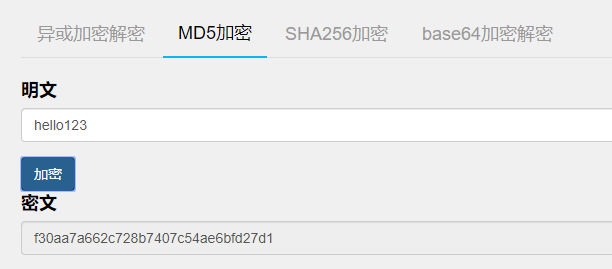 异或加密解密 MD5加密 SHA256加密 base64加密解密
明文
hello123
加密
密文
f30aa7a662c728b7407c54ae6bfd27d1